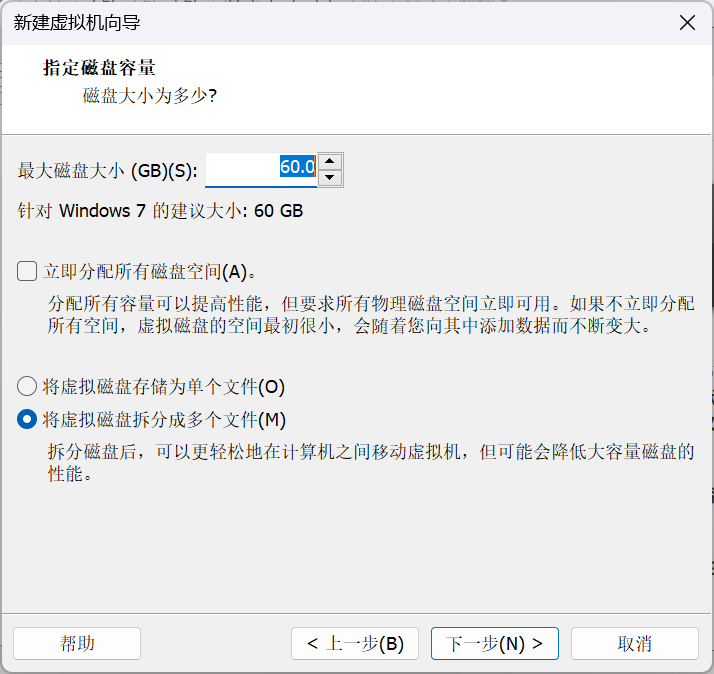 新建虚拟机向导
指定磁盘容量
磁盘大小为多少?
最大磁盘大小 (GB)(S):
60.0
针对 Windows 7 的建议大小: 60 GB
立即分配所有磁盘空间(A)。
分配所有容量可以提高性能，但要求所有物理磁盘空间立即可用。如果不立即分配
所有空间，虚拟磁盘的空间最初很小，会随着您向其中添加数据而不断变大。
将虚拟磁盘存储为单个文件(O)
将虚拟磁盘拆分成多个文件(M)
拆分磁盘后，可以更轻松地在计算机之间移动虚拟机，但可能会降低大容量磁盘的
性能。
帮助
< 上一步(B)
下一步(N) >
取消